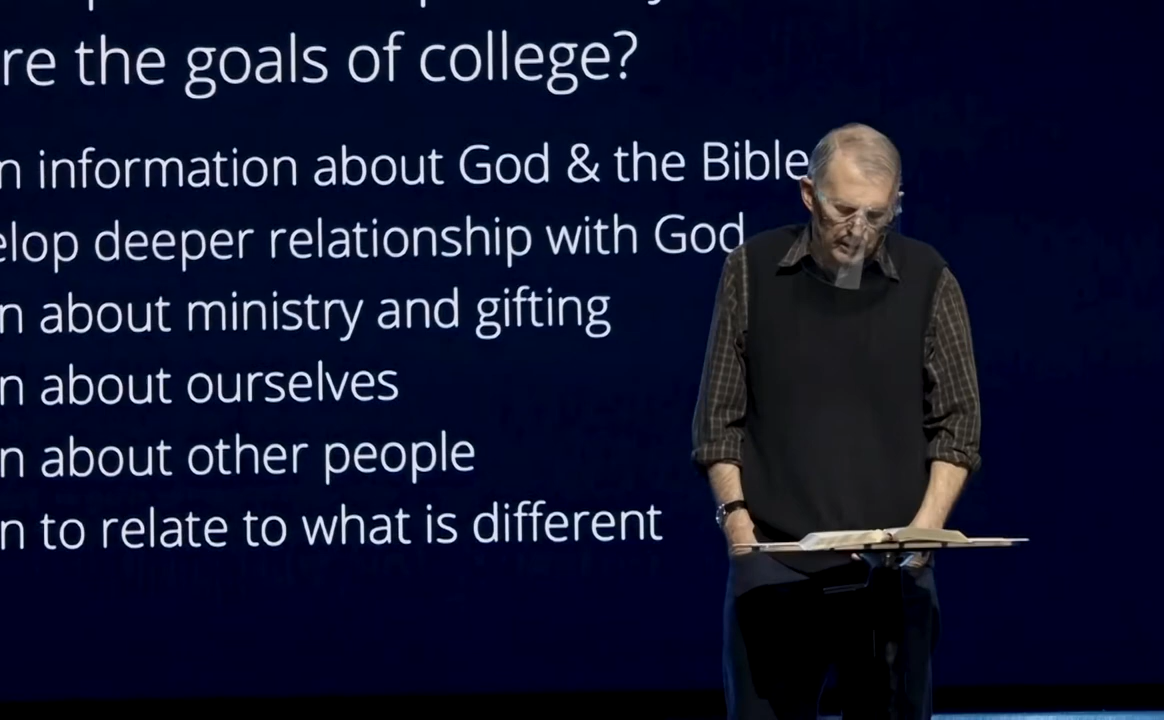 re the goals of college?
n information about God & the Bible
elop deeper relationship with God
n about ministry and gifting
n about ourselves
n about other people
n to relate to what is different